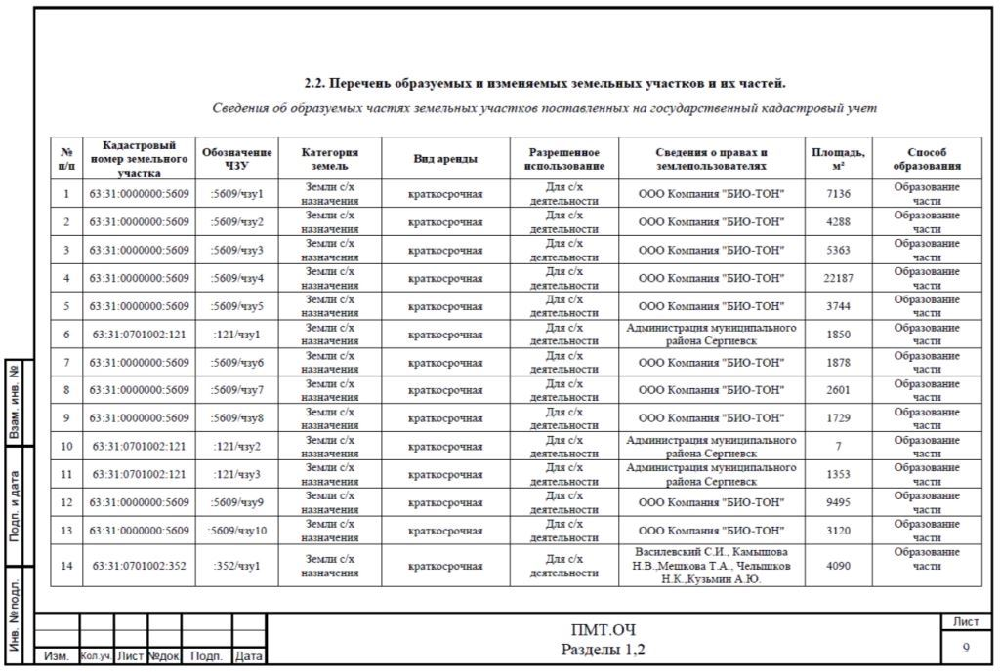 2.2. Перечень образуемых и изменяемых земельных участков и их частей.
Сведения об образуемых частях земельных участков поставленных на государственный кадастровый учет
№ п/п Кадастровый номер земельного участка Обозначение ЧЗУ Категория земель Вид аренды Разрешенное использование Сведения о правах и землепользователях Площадь, м² Способ образования
1 63:31:0000000:5609 :5609/чзу1 Земли с/х назначения краткосрочная Для с/х деятельности ООО Компания "БИО-ТОН" 7136 Образование части
2 63:31:0000000:5609 :5609/чзу2 Земли с/х назначения краткосрочная Для с/х деятельности ООО Компания "БИО-ТОН" 4288 Образование части
3 63:31:0000000:5609 :5609/чзу3 Земли с/х назначения краткосрочная Для с/х деятельности ООО Компания "БИО-ТОН" 5363 Образование части
4 63:31:0000000:5609 :5609/чзу4 Земли с/х назначения краткосрочная Для с/х деятельности ООО Компания "БИО-ТОН" 22187 Образование части
5 63:31:0000000:5609 :5609/чзу5 Земли с/х назначения краткосрочная Для с/х деятельности ООО Компания "БИО-ТОН" 3744 Образование части
6 63:31:0701002:121 :121/чзу1 Земли с/х назначения краткосрочная Для с/х деятельности Администрация муниципального района Сергиевск 1850 Образование части
7 63:31:0000000:5609 :5609/чзу6 Земли с/х назначения краткосрочная Для с/х деятельности ООО Компания "БИО-ТОН" 1878 Образование части
8 63:31:0000000:5609 :5609/чзу7 Земли с/х назначения краткосрочная Для с/х деятельности ООО Компания "БИО-ТОН" 2601 Образование части
9 63:31:0000000:5609 :5609/чзу8 Земли с/х назначения краткосрочная Для с/х деятельности ООО Компания "БИО-ТОН" 1729 Образование части
10 63:31:0701002:121 :121/чзу2 Земли с/х назначения краткосрочная Для с/х деятельности Администрация муниципального района Сергиевск 7 Образование части
11 63:31:0701002:121 :121/чзу3 Земли с/х назначения краткосрочная Для с/х деятельности Администрация муниципального района Сергиевск 1353 Образование части
12 63:31:0000000:5609 :5609/чзу9 Земли с/х назначения краткосрочная Для с/х деятельности ООО Компания "БИО-ТОН" 9495 Образование части
13 63:31:0000000:5609 :5609/чзу10 Земли с/х назначения краткосрочная Для с/х деятельности ООО Компания "БИО-ТОН" 3120 Образование части
14 63:31:0701002:352 :352/чзу1 Земли с/х назначения краткосрочная Для с/х деятельности Василевский С.И., Камышова Н.В.,Мешкова Т.А., Челышков Н.К.,Кузьмин А.Ю. 4090 Образование части
Взам. инв. №
Подп. и дата
Инв. №подл.
Изм. Кол.уч. Лист №док Подп. Дата
ПМТ.ОЧ
Разделы 1,2
Лист
9